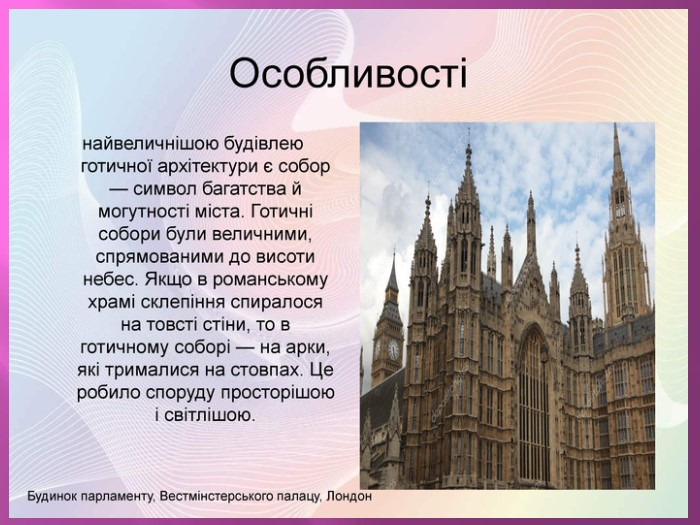 Особливості
найвеличнішою будівлею
готичної архітектури є собор
— символ багатства й
могутності міста. Готичні
собори були величними,
спрямованими до висоти
небес. Якщо в романському
храмі склепіння спиралося
на товсті стіни, то в
готичному соборі — на арки,
які трималися на стовпах. Це
робило споруду просторішою
і світлішою.
Будинок парламенту, Вестмінстерського палацу, Лондон